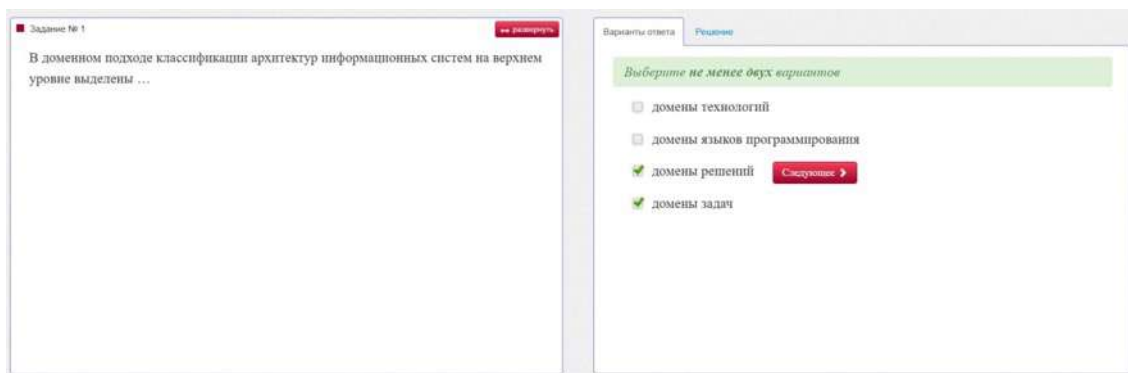 Задание № 1
развернуть
В доменном подходе классификации архитектур информационных систем на верхнем
уровне выделены …
Варианты ответа
Решение
Выберите не менее двух вариантов
домены технологий
домены языков программирования
домены решений
Следующее
домены задач